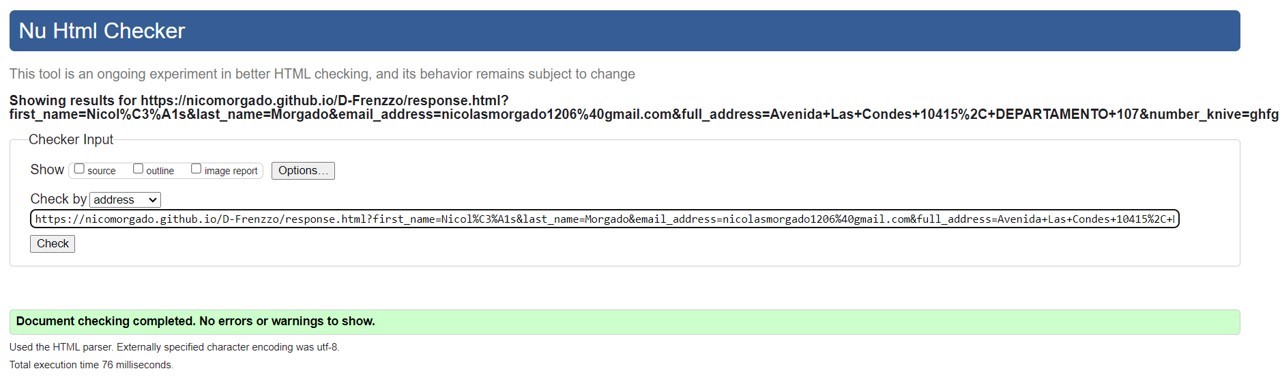 Nu Html Checker
This tool is an ongoing experiment in better HTML checking, and its behavior remains subject to change
Showing results for https://nicomorgado.github.io/D-Frenzzo/response.html?
first_name=Nicol%C3%A1s&last_name=Morgado&email_address=nicolasmorgado1206%40gmail.com&full_address=Avenida+Las+Condes+10415%2C+DEPARTAMENTO+107&number_knive=ghfg
Checker Input
Show source outline image report Options...
Check by address
https://nicomorgado.github.io/D-Frenzzo/response.html?first_name=Nicol%C3%A1s&last_name=Morgado&email_address=nicolasmorgado1206%40gmail.com&full_address=Avenida+Las+Condes+10415%2C+
Check
Document checking completed. No errors or warnings to show.
Used the HTML parser. Externally specified character encoding was utf-8.
Total execution time 76 milliseconds.